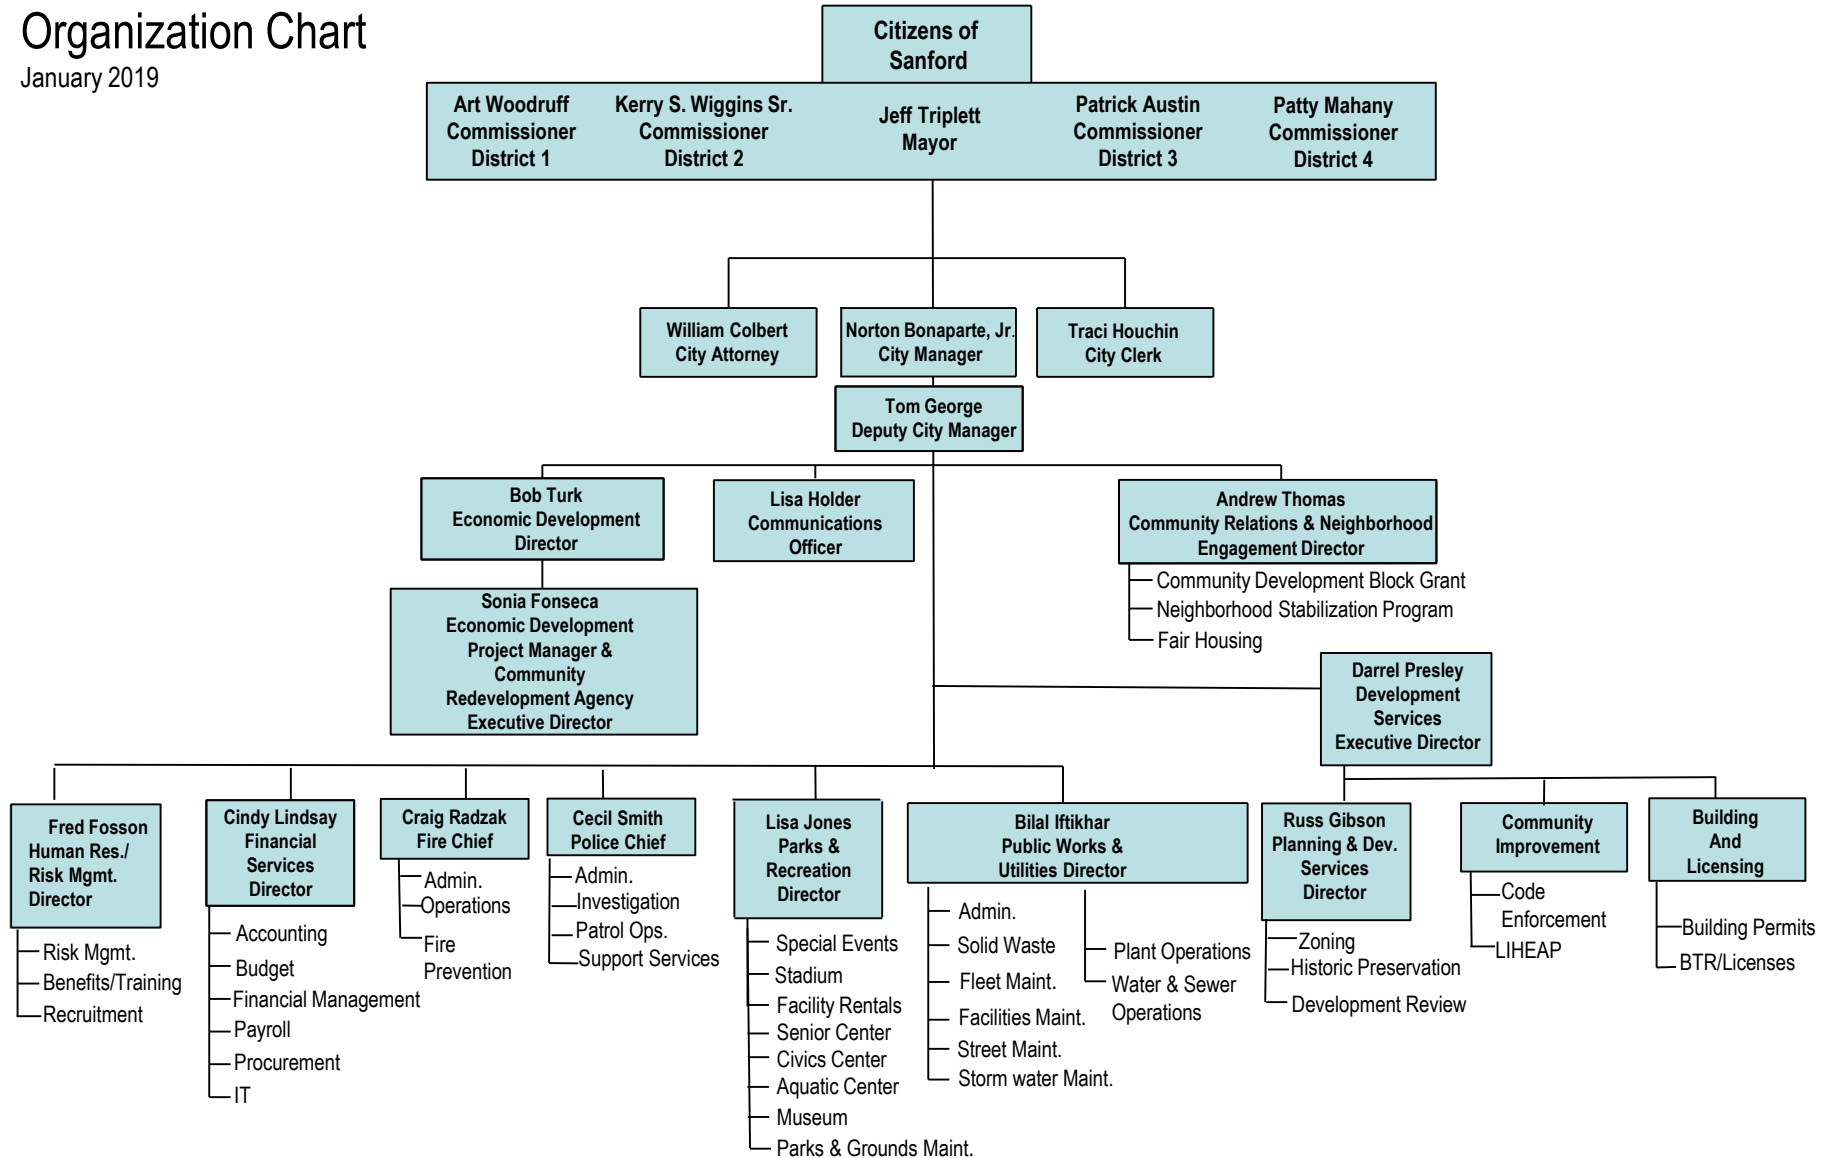 Organization Chart
January 2019
Citizens of
Sanford
Art Woodruff
Commissioner
District 1
Kerry S. Wiggins Sr.
Commissioner
District 2
Jeff Triplett
Mayor
Patrick Austin
Commissioner
District 3
Patty Mahany
Commissioner
District 4
William Colbert
City Attorney
Norton Bonaparte, Jr.
City Manager
Traci Houchin
City Clerk
Tom George
Deputy City Manager
Bob Turk
Economic Development
Director
Lisa Holder
Communications
Officer
Andrew Thomas
Community Relations & Neighborhood
Engagement Director
Community Development Block Grant
Neighborhood Stabilization Program
Fair Housing
Sonia Fonseca
Economic Development
Project Manager &
Community
Redevelopment Agency
Executive Director
Darrel Presley
Development
Services
Executive Director
Fred Fosson
Human Res./
Risk Mgmt.
Director
Risk Mgmt.
Benefits/Training
Recruitment
Cindy Lindsay
Financial
Services
Director
Accounting
Budget
Financial Management
Payroll
Procurement
IT
Craig Radzak
Fire Chief
Admin.
Operations
Fire
Prevention
Cecil Smith
Police Chief
Admin.
Investigation
Patrol Ops.
Support Services
Lisa Jones
Parks &
Recreation
Director
Special Events
Stadium
Facility Rentals
Senior Center
Civics Center
Aquatic Center
Museum
Parks & Grounds Maint.
Bilal Iftikhar
Public Works &
Utilities Director
Admin.
Solid Waste
Fleet Maint.
Facilities Maint.
Street Maint.
Storm water Maint.
Plant Operations
Water & Sewer
Operations
Russ Gibson
Planning & Dev.
Services
Director
Zoning
Historic Preservation
Development Review
Community
Improvement
Code
Enforcement
LIHEAP
Building
And
Licensing
Building Permits
BTR/Licenses